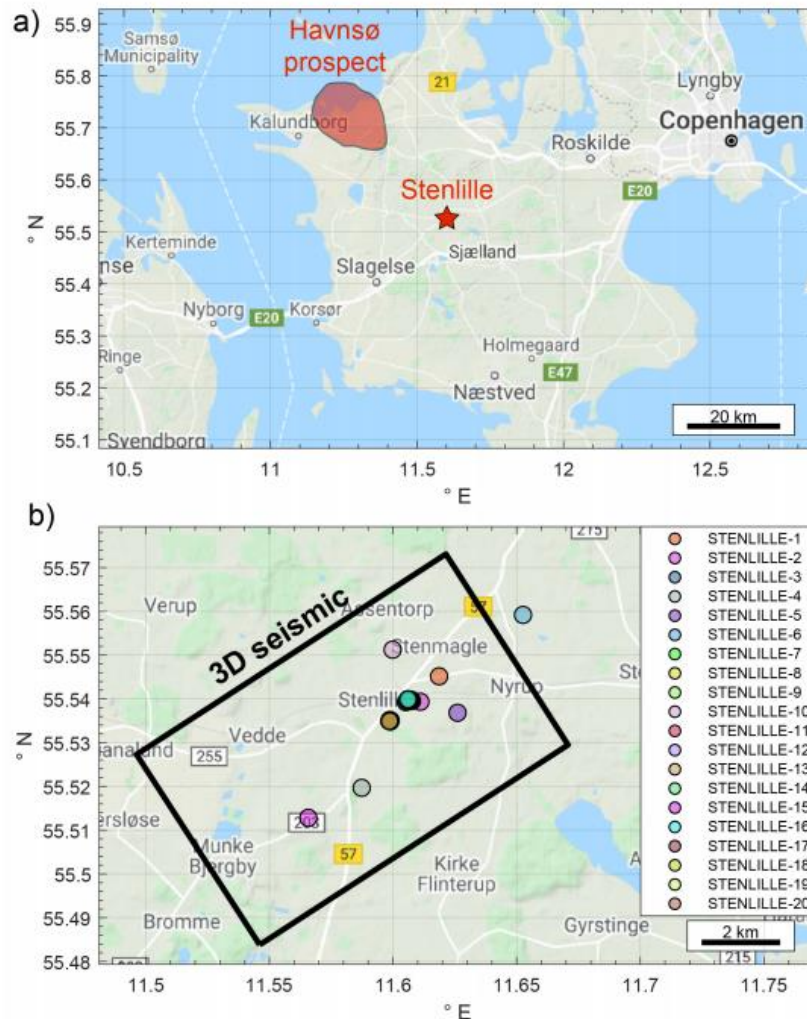 a)
55.9
55.8
55.7
55.6
55.5
55.4
55.3
55.2
55.1
° N
Samsø
Municipality
Havnsø
prospect
21
Lyngby
Kalundborg
Copenhagen
Roskilde
Stenlille
E20
Kerteminde
Sjælland
nse
Slagelse
Nyborg
E20
Korsør
Ringe
Holmegaard
E47
Næstved
Svendborg
20 km
10.5 11 11.5 12 12.5
° E
b)
55.57
55.56
55.55
55.54
55.53
55.52
55.51
55.5
55.49
55.48
° N
215
Verup
3D seismic
Assentorp
57
Stenmagle
Nyrup
Stenlille
Vedde
255
ersløse
203
Munke
Bjergby
57
Kirke
Flinterup
Bromme
Gyrstinge
215
STENLILLE-1
STENLILLE-2
STENLILLE-3
STENLILLE-4
STENLILLE-5
STENLILLE-6
STENLILLE-7
STENLILLE-8
STENLILLE-9
STENLILLE-10
STENLILLE-11
STENLILLE-12
STENLILLE-13
STENLILLE-14
STENLILLE-15
STENLILLE-16
STENLILLE-17
STENLILLE-18
STENLILLE-19
STENLILLE-20
2 km
11.5 11.55 11.6 11.65 11.7 11.75
° E